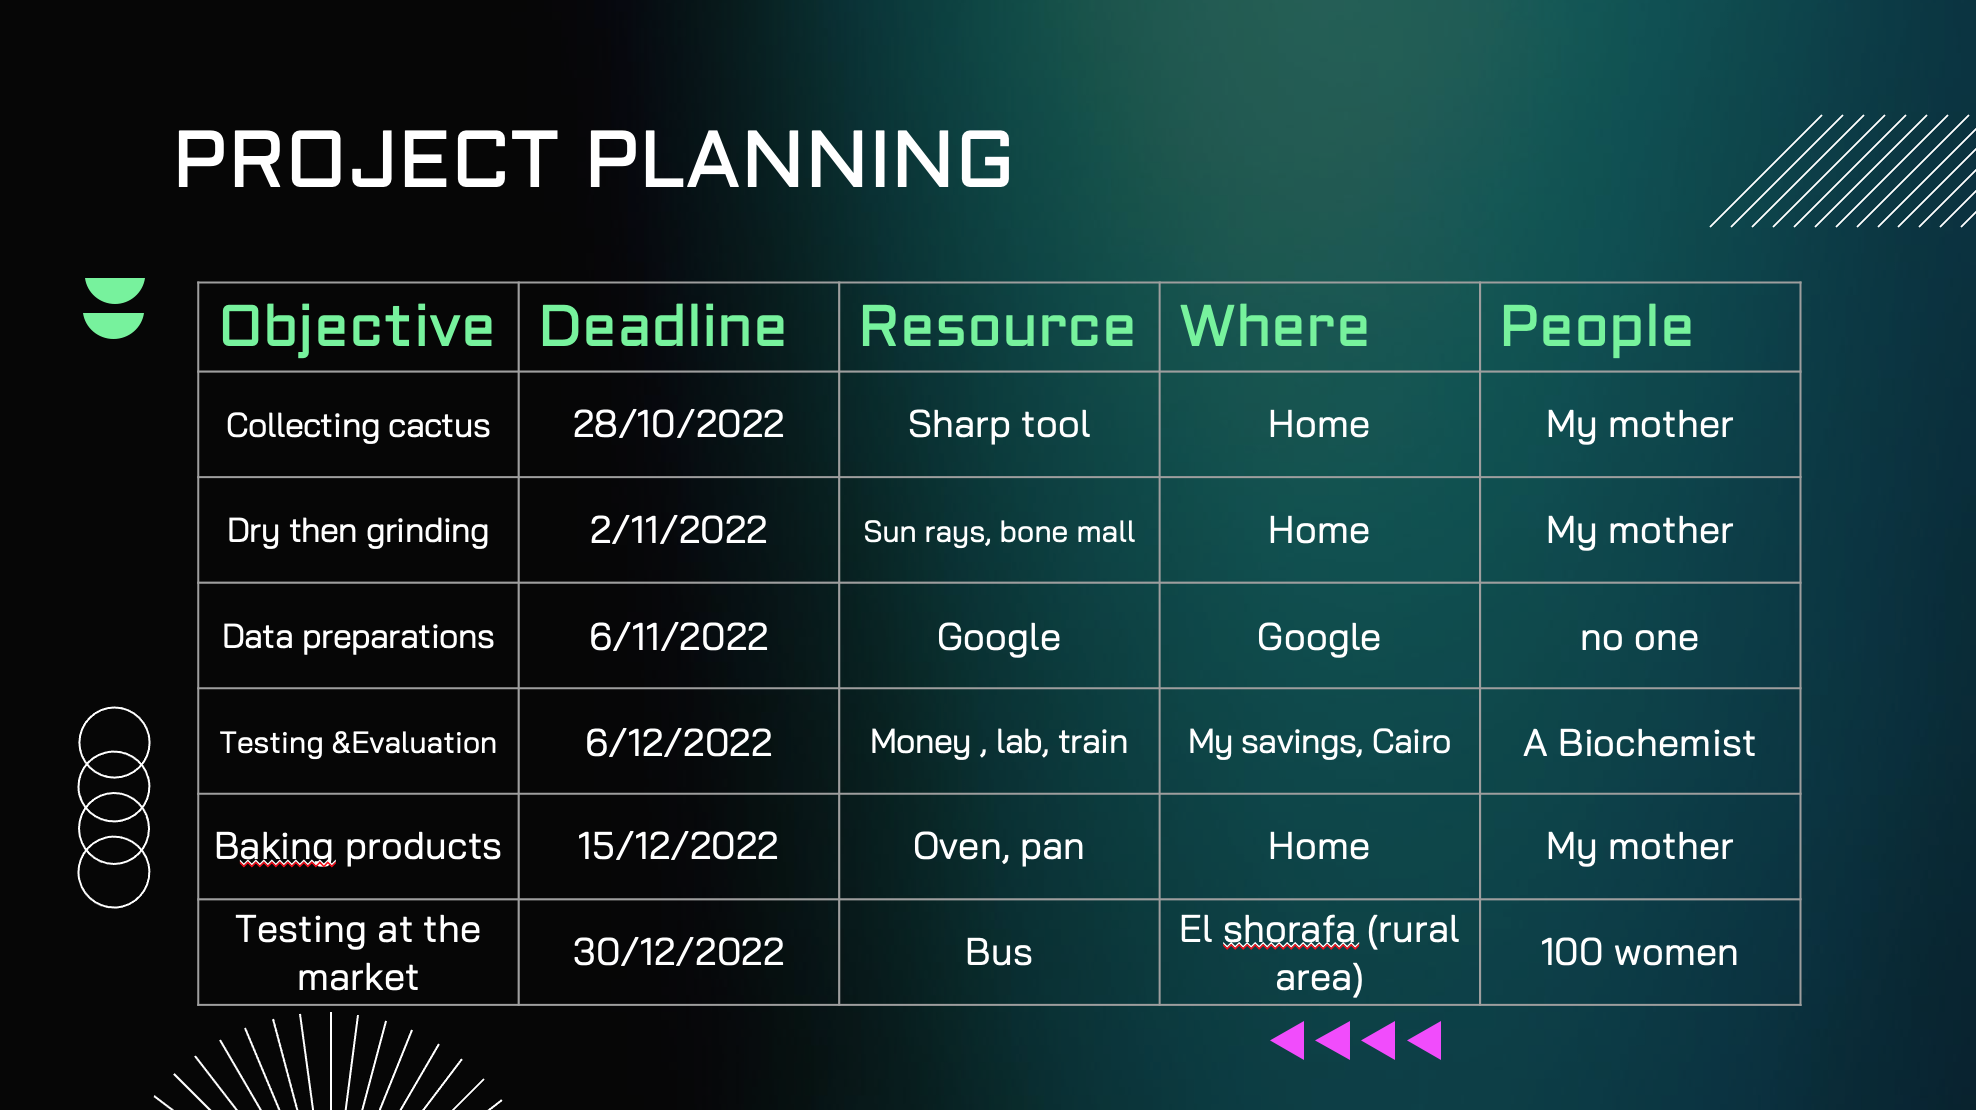 PROJECT PLANNING
Objective Deadline Resource Where People
Collecting cactus 28/10/2022 Sharp tool Home My mother
Dry then grinding 2/11/2022 Sun rays, bone mall Home My mother
Data preparations 6/11/2022 Google Google no one
Testing &Evaluation 6/12/2022 Money , lab, train My savings, Cairo A Biochemist
Baking products 15/12/2022 Oven, pan Home My mother
Testing at the
market
30/12/2022
Bus
El shorafa (rural
area)
100 women